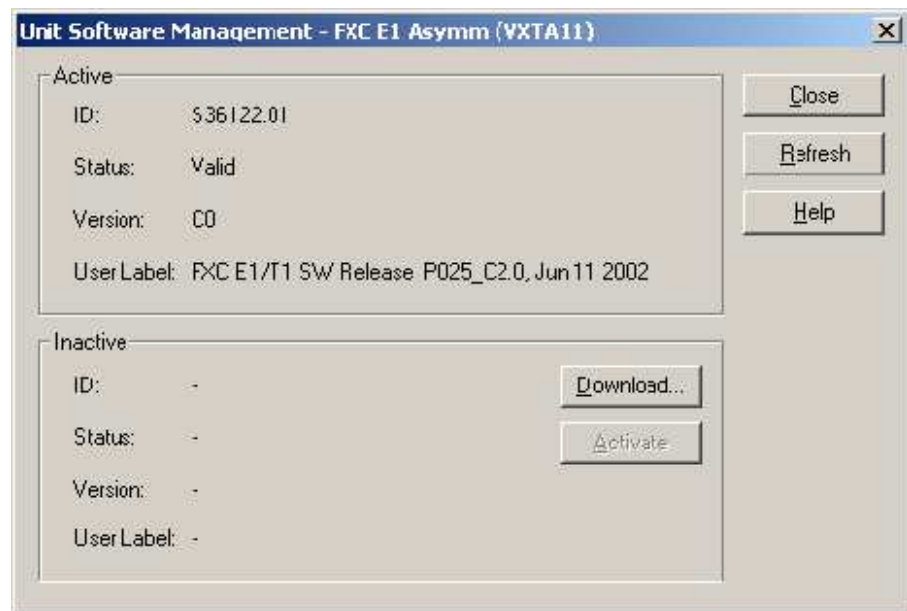 Unit Software Management - FXC E1 Asymm (VXTA11)
Active
ID: S36122.01
Status: Valid
Version: C0
User Label: FXC E1/T1 SW Release P025_C2.0, Jun 11 2002
Close
Refresh
Help
Inactive
ID: -
Status: -
Version: -
User Label: -
Download...
Activate